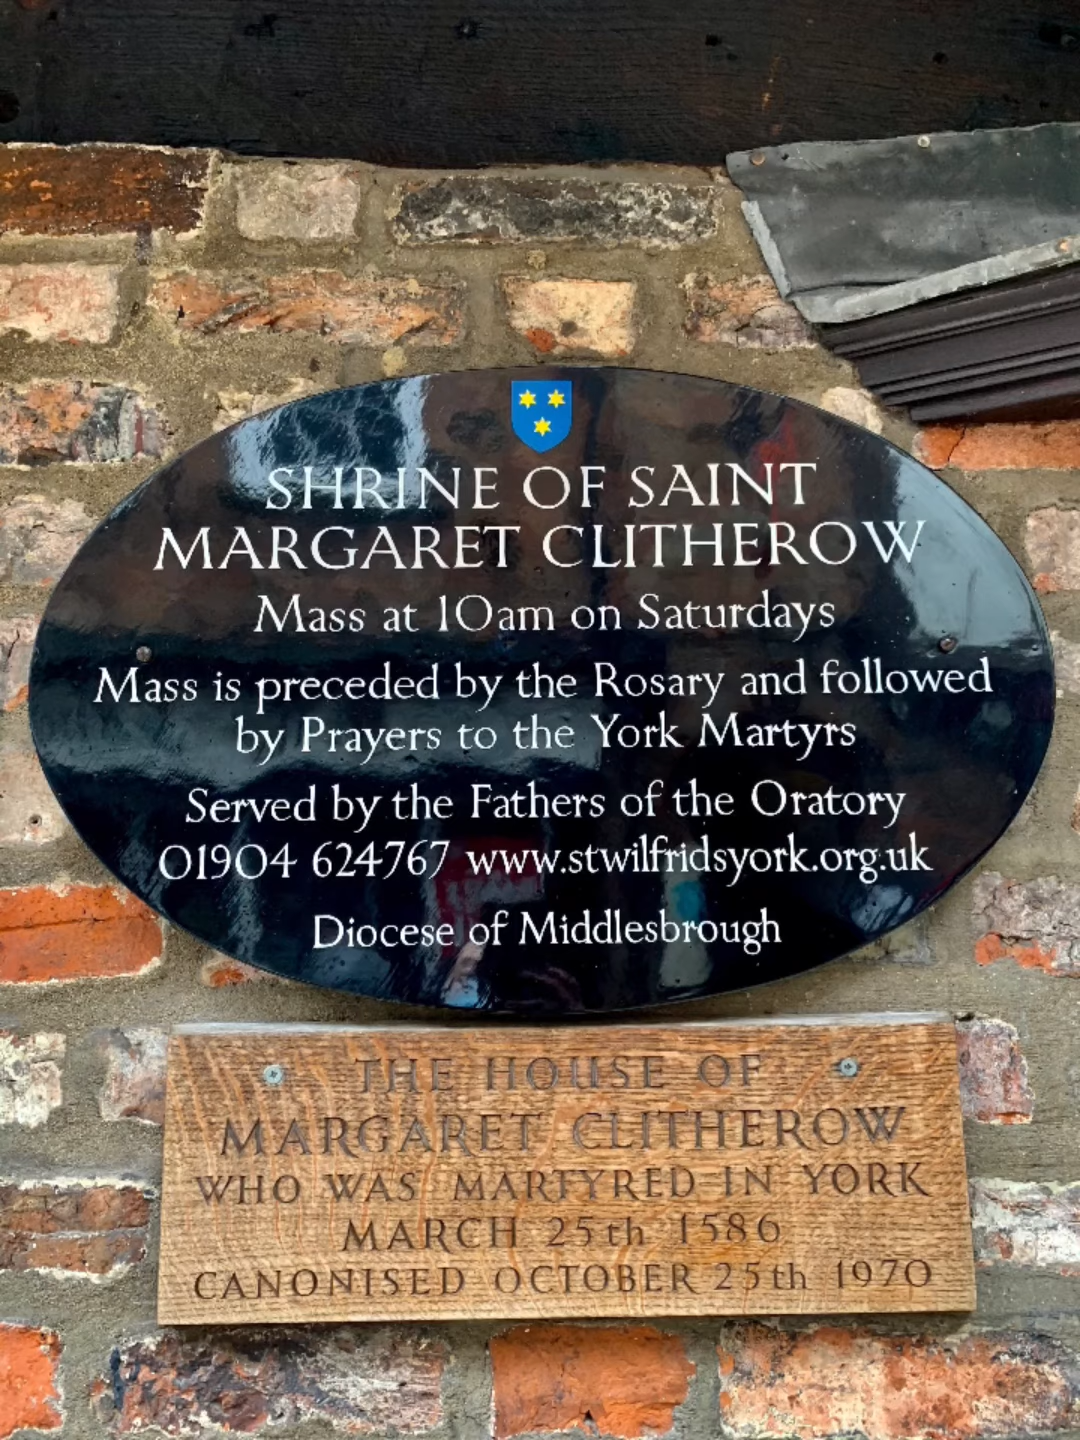 SHRINE OF SAINT
MARGARET CLITHEROW
Mass at 10am on Saturdays
Mass is preceded by the Rosary and followed
by Prayers to the York Martyrs
Served by the Fathers of the Oratory
01904 624767 www.stwilfridsyork.org.uk
Diocese of Middlesbrough
THE HOUSE OF
MARGARET CLITHEROW
WHO WAS MARTYRED IN YORK
MARCH 25th 1586
CANONISED OCTOBER 25th 1970